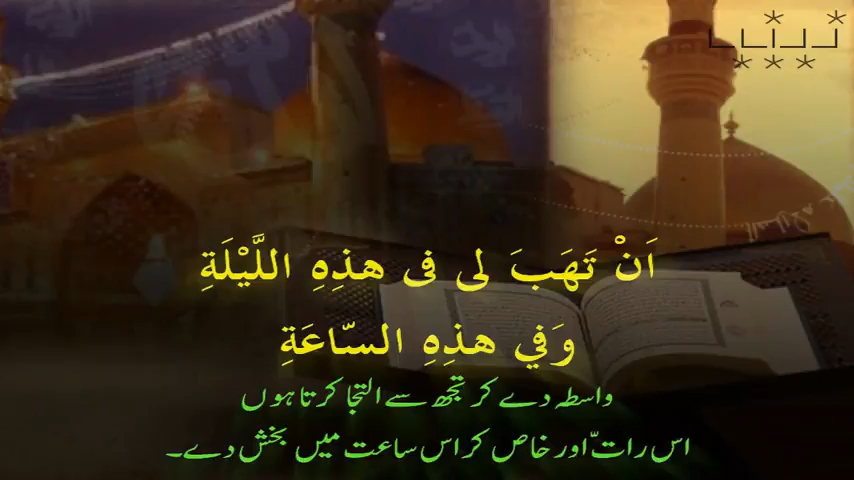 اَنْ تَهَبَ لی فی هذِهِ اللَّیْلَةِ
وَفي هذِهِ السّاعَةِ
واسطہ دے کر تجھ سے التجا کرتا ہوں
اس رات ّاور خاص کر اس ساعت میں بخش دے۔